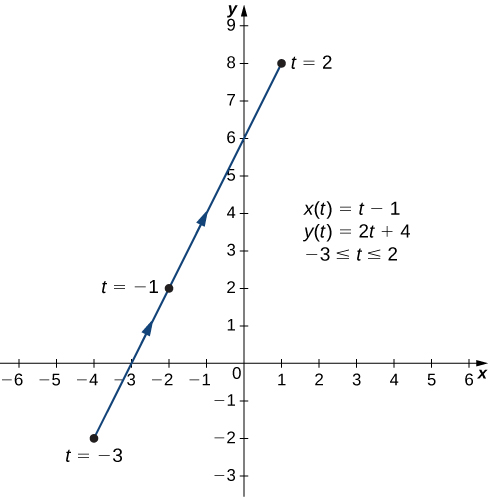 y
9
8
t = 2
7
6
5
4
x(t) = t − 1
y(t) = 2t + 4
3
−3 ≤ t ≤ 2
t = −1
2
1
0
x
−6 −5 −4 −3 −2 −1 1 2 3 4 5 6
−1
−2
t = −3
−3